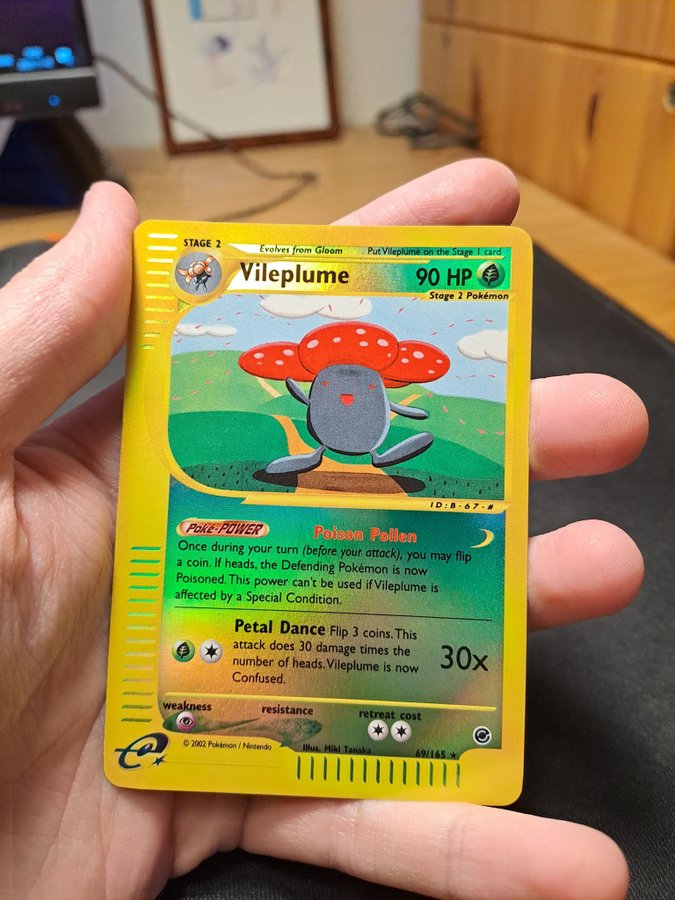 STAGE 2
Evolves from Gloom
Put Vileplume on the Stage 1 card
Vileplume
90 HP
Stage 2 Pokémon
ID:B-67-#
Poké-POWER
Poison Pollen
Once during your turn (before your attack), you may flip
a coin. If heads, the Defending Pokémon is now
Poisoned. This power can't be used if Vileplume is
affected by a Special Condition.
Petal Dance Flip 3 coins. This
attack does 30 damage times the
number of heads. Vileplume is now
Confused.
30x
weakness
resistance
retreat cost
© 2002 Pokémon / Nintendo
Illus. Miki Tanaka
69/165 ★
e